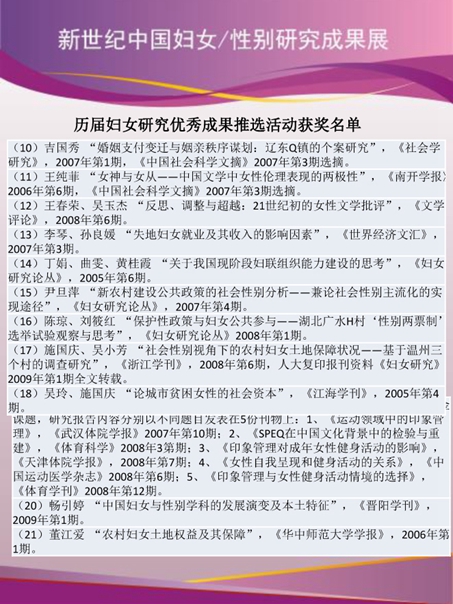 新世纪中国妇女/性别研究成果展
历届妇女研究优秀成果推选活动获奖名单
（10）吉国秀 “婚姻支付变迁与姻亲秩序谋划：辽东Q镇的个案研究”，《社会学
研究》，2007年第1期，《中国社会科学文摘》2007年第3期选摘。
（11）王纯菲 “女神与女从——中国文学中女性伦理表现的两极性”，《南开学报》
2006年第6期，《中国社会科学文摘》2007年第3期选摘。
（12）王春荣、吴玉杰 “反思、调整与超越：21世纪初的女性文学批评”，《文学
评论》，2008年第6期。
（13）李琴、孙良媛 “失地妇女就业及其收入的影响因素”，《世界经济文汇》，
2007年第3期。
（14）丁娟、曲雯、黄桂霞 “关于我国现阶段妇联组织能力建设的思考”，《妇女
研究论丛》，2005年第6期。
（15）尹旦萍 “新农村建设公共政策的社会性别分析——兼论社会性别主流化的实
现途径”，《妇女研究论丛》，2007年第4期。
（16）陈琼、刘筱红 “保护性政策与妇女公共参与——湖北广水H村‘性别两票制’
选举试验观察与思考”，《妇女研究论丛》2008年第1期。
（17）施国庆、吴小芳 “社会性别视角下的农村妇女土地保障状况——基于温州三
个村的调查研究”，《浙江学刊》，2008年第6期，人大复印报刊资料《妇女研究》
2009年第1期全文转载。
（18）吴玲、施国庆 “论城市贫困女性的社会资本”，《江海学刊》，2005年第4
期。
课题，研究报告内容分别以不同题目发表在5份刊物上：1、《运动领域中的印象管
理》，《武汉体院学报》2007年第10期；2、《SPEQ在中国文化背景中的检验与重
建》，《体育科学》2008年3第期；3、《印象管理对成年女性健身活动的影响》，
《天津体院学报》，2008年第7期；4、《女性自我呈现和健身活动的关系》，《中
国运动医学杂志》2008年第6期；5、《印象管理与女性健身活动情境的选择》，
《体育学刊》2008年第12期。
（20）畅引婷 “中国妇女与性别学科的发展演变及本土特征”，《晋阳学刊》，
2009年第1期。
（21）董江爱 “农村妇女土地权益及其保障”，《华中师范大学学报》，2006年第
1期。